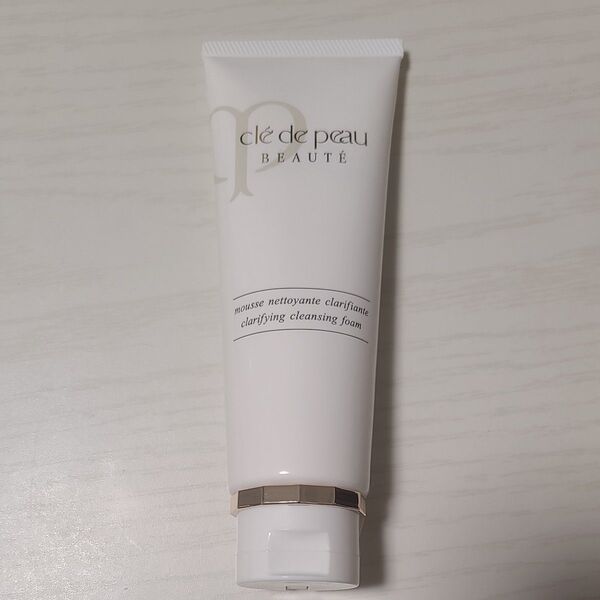 clé de peau
BEAUTÉ
mousse nettoyante clarifiante
clarifying cleansing foam